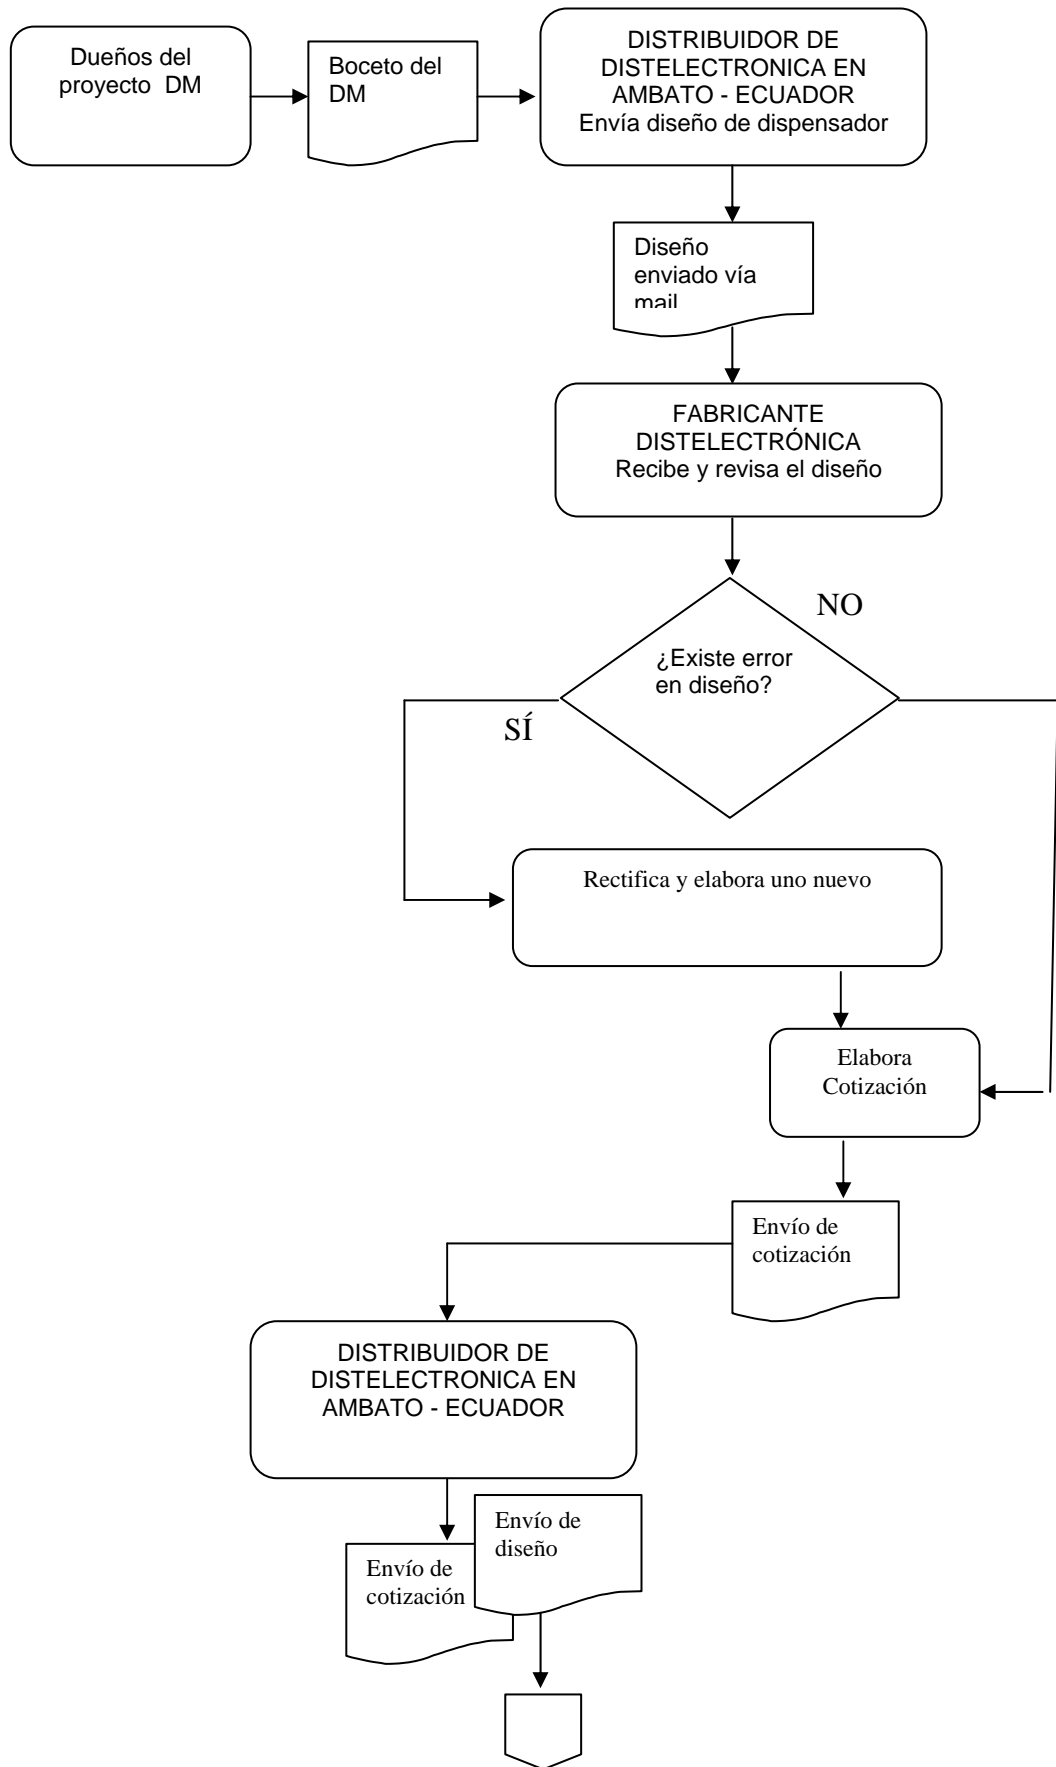 Dueños del
proyecto DM
Boceto del
DM
DISTRIBUIDOR DE
DISTELECTRONICA EN
AMBATO - ECUADOR
Envía diseño de dispensador
Diseño
enviado vía
mail
FABRICANTE
DISTELECTRÓNICA
Recibe y revisa el diseño
NO
¿Existe error
en diseño?
SÍ
Rectifica y elabora uno nuevo
Elabora
Cotización
Envío de
cotización
DISTRIBUIDOR DE
DISTELECTRONICA EN
AMBATO - ECUADOR
Envío de
diseño
Envío de
cotización